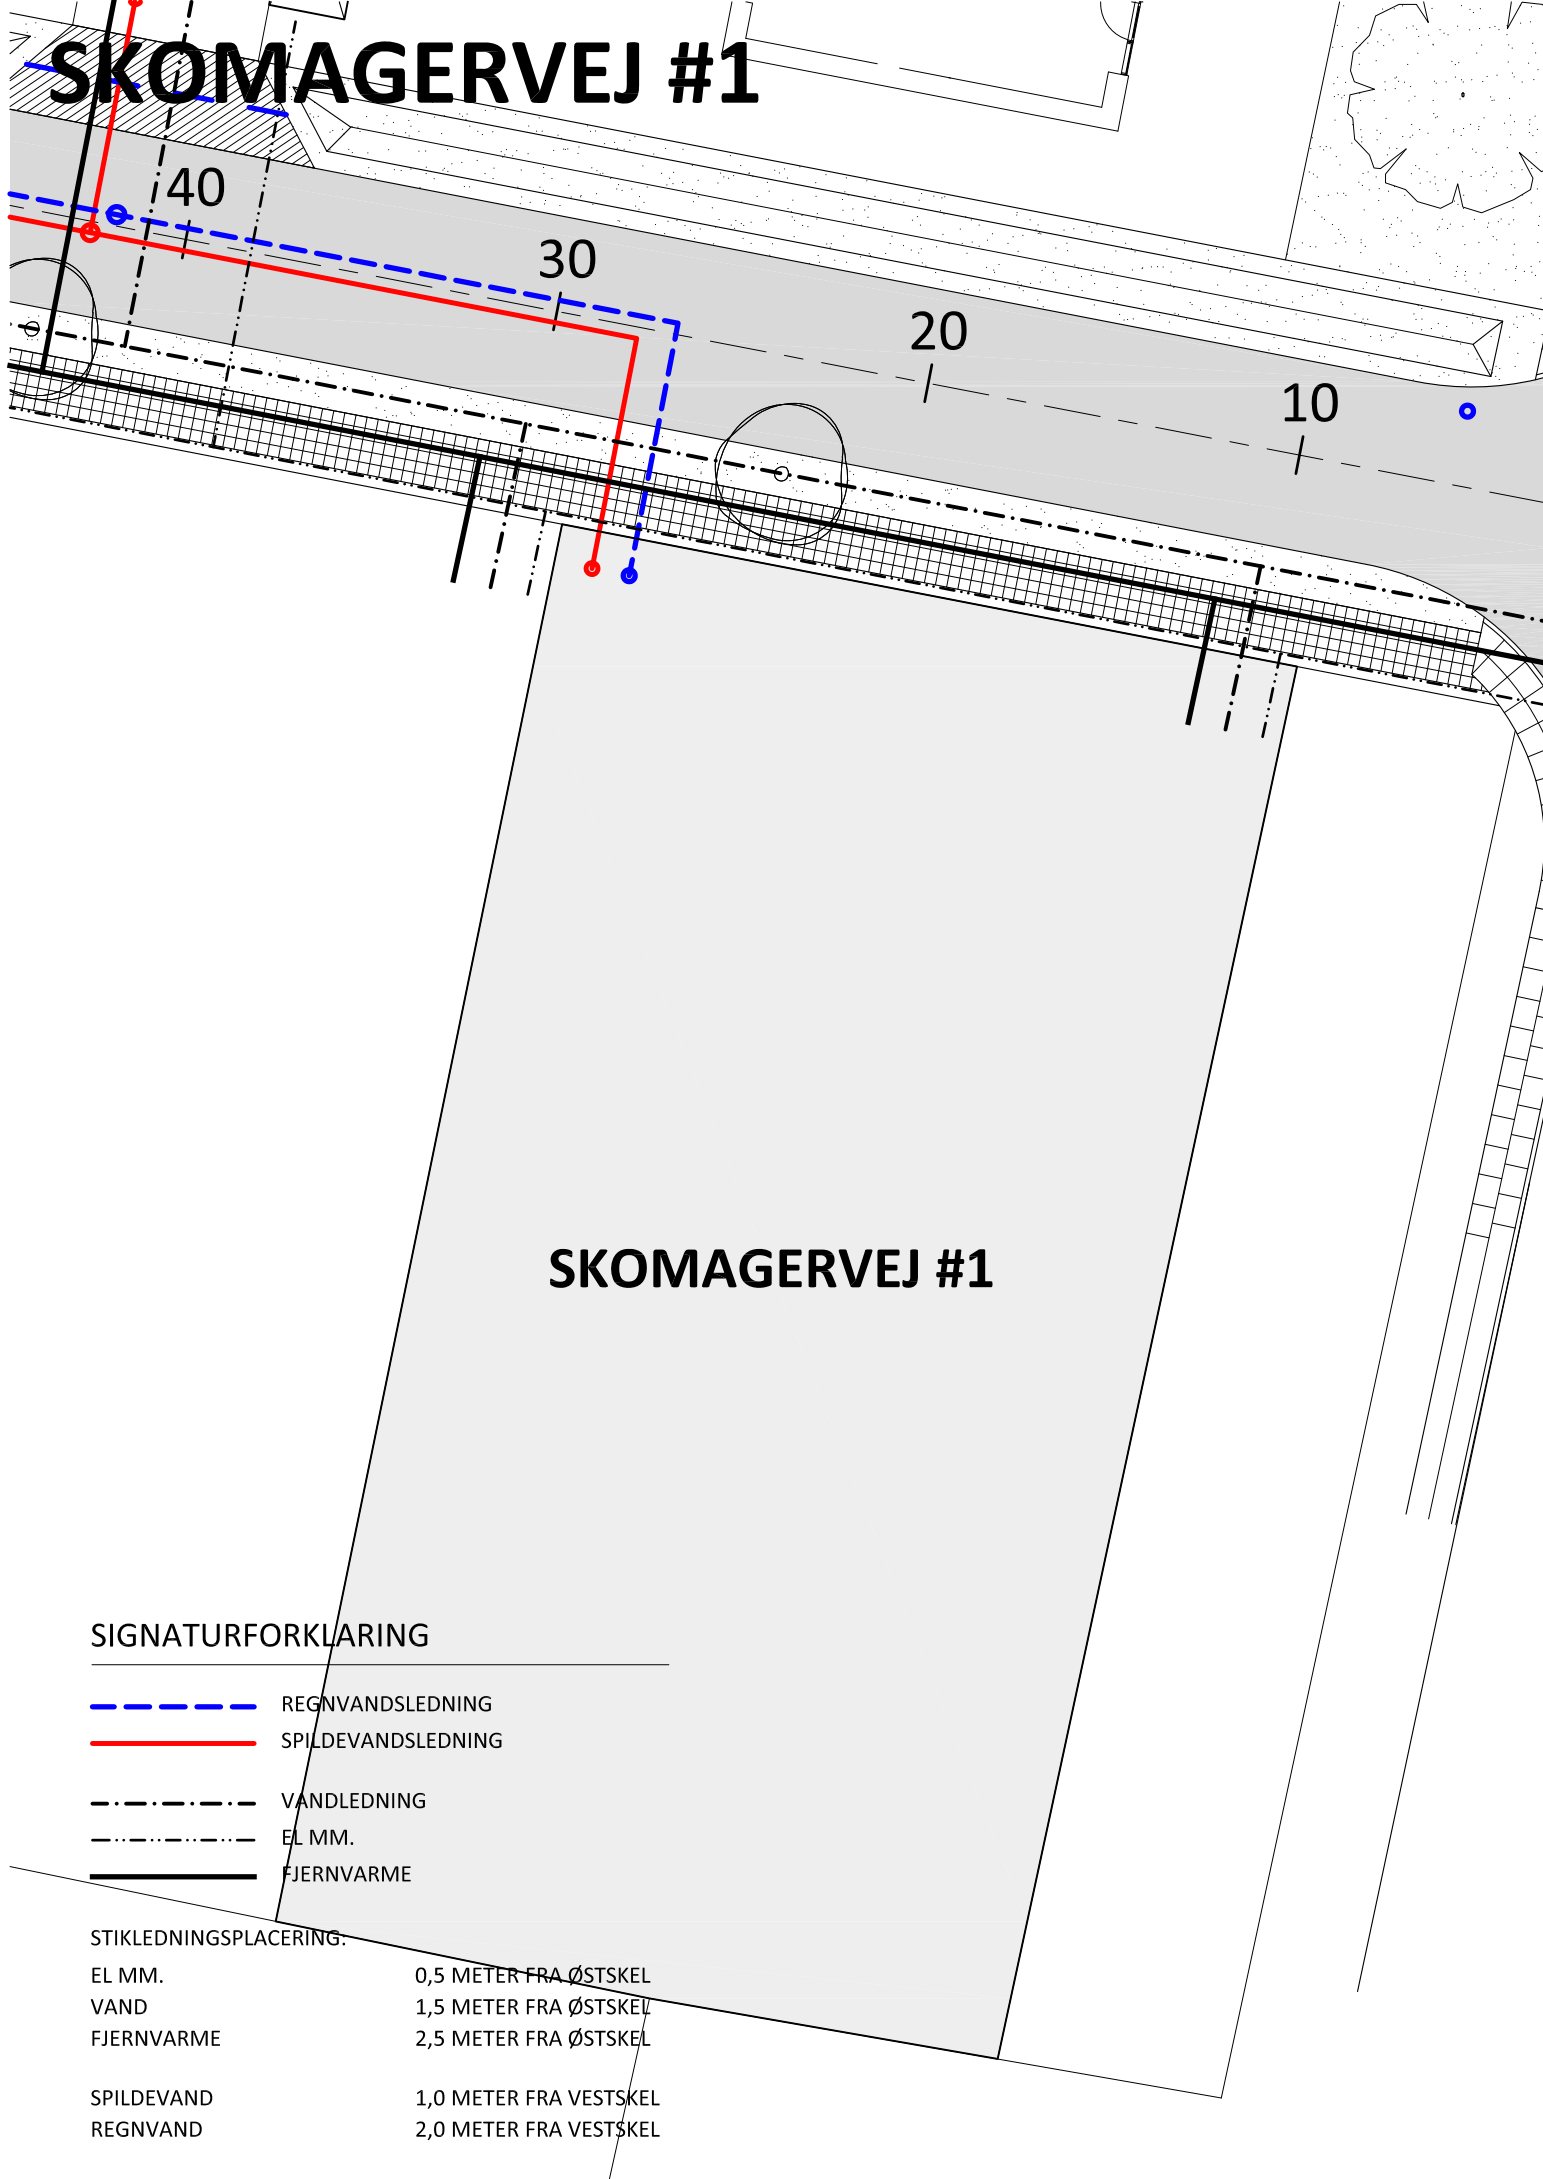 SKOMAGERVEJ #1
40
30
20
10
SKOMAGERVEJ #1
SIGNATURFORKLARING
REGNVANDSLEDNING
SPILDEVANDSLEDNING
VANDLEDNING
EL MM.
FJERNVARME
STIKLEDNINGSPLACERING:
EL MM. 0,5 METER FRA ØSTSKEL
VAND 1,5 METER FRA ØSTSKEL
FJERNVARME 2,5 METER FRA ØSTSKEL
SPILDEVAND 1,0 METER FRA VESTSKEL
REGNVAND 2,0 METER FRA VESTSKEL